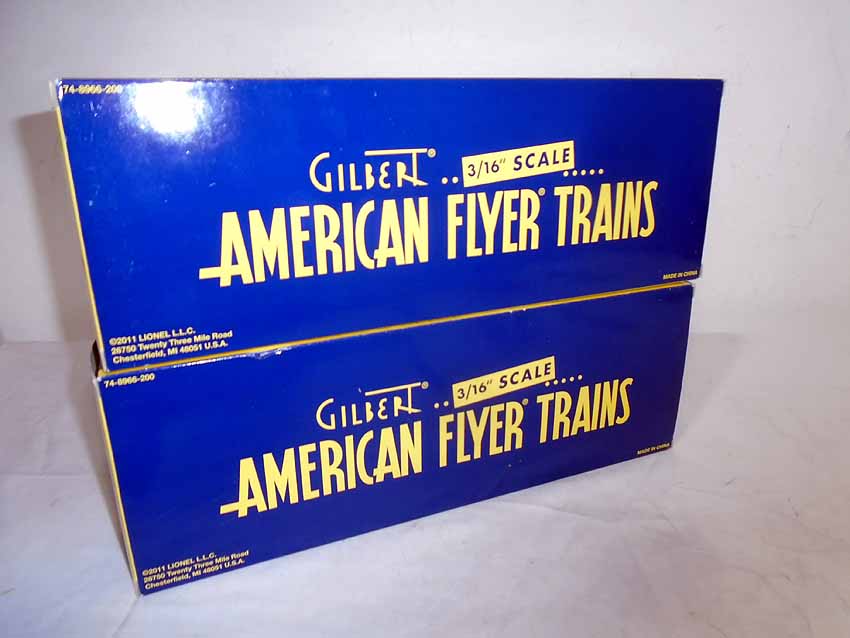 74-8966-200
GILBERT® ..3/16" SCALE.....
AMERICAN FLYER® TRAINS
MADE IN CHINA
©2011 LIONEL L.L.C.
26750 Twenty Three Mile Road
Chesterfield, MI 48051 U.S.A.
74-8966-200
GILBERT® ..3/16" SCALE.....
AMERICAN FLYER® TRAINS
MADE IN CHINA
©2011 LIONEL L.L.C.
26750 Twenty Three Mile Road
Chesterfield, MI 48051 U.S.A.